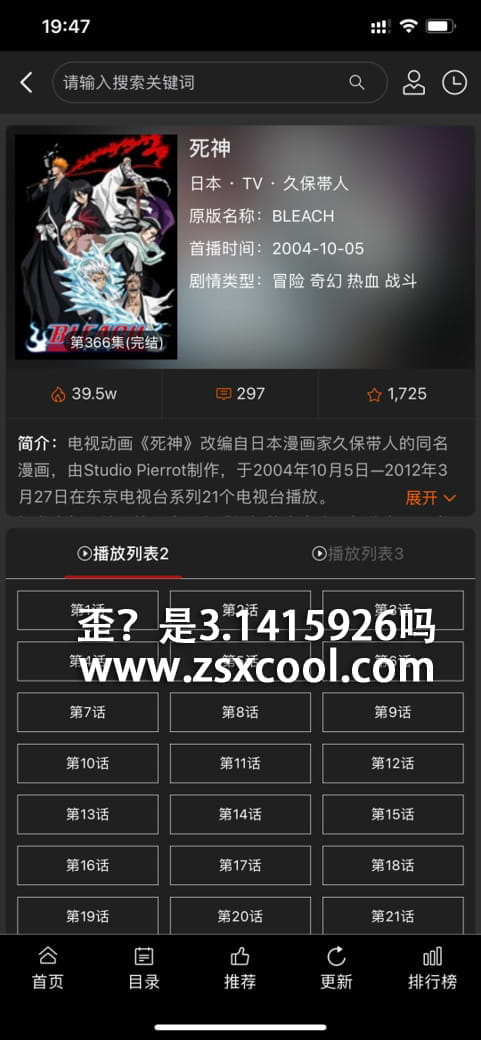 19:47
请输入搜索关键词
死神
日本 · TV · 久保带人
原版名称：BLEACH
首播时间：2004-10-05
剧情类型：冒险 奇幻 热血 战斗
BLEACH
第366集(完结)
39.5w
297
1,725
简介：电视动画《死神》改编自日本漫画家久保带人的同名
漫画，由Studio Pierrot制作，于2004年10月5日—2012年3
月27日在东京电视台系列21个电视台播放。
展开
播放列表2
播放列表3
第1话
第2话
第3话
歪？是3.1415926吗
第4话
第5话
第6话
www.zsxcool.com
第7话
第8话
第9话
第10话
第11话
第12话
第13话
第14话
第15话
第16话
第17话
第18话
第19话
第20话
第21话
首页
目录
推荐
更新
排行榜